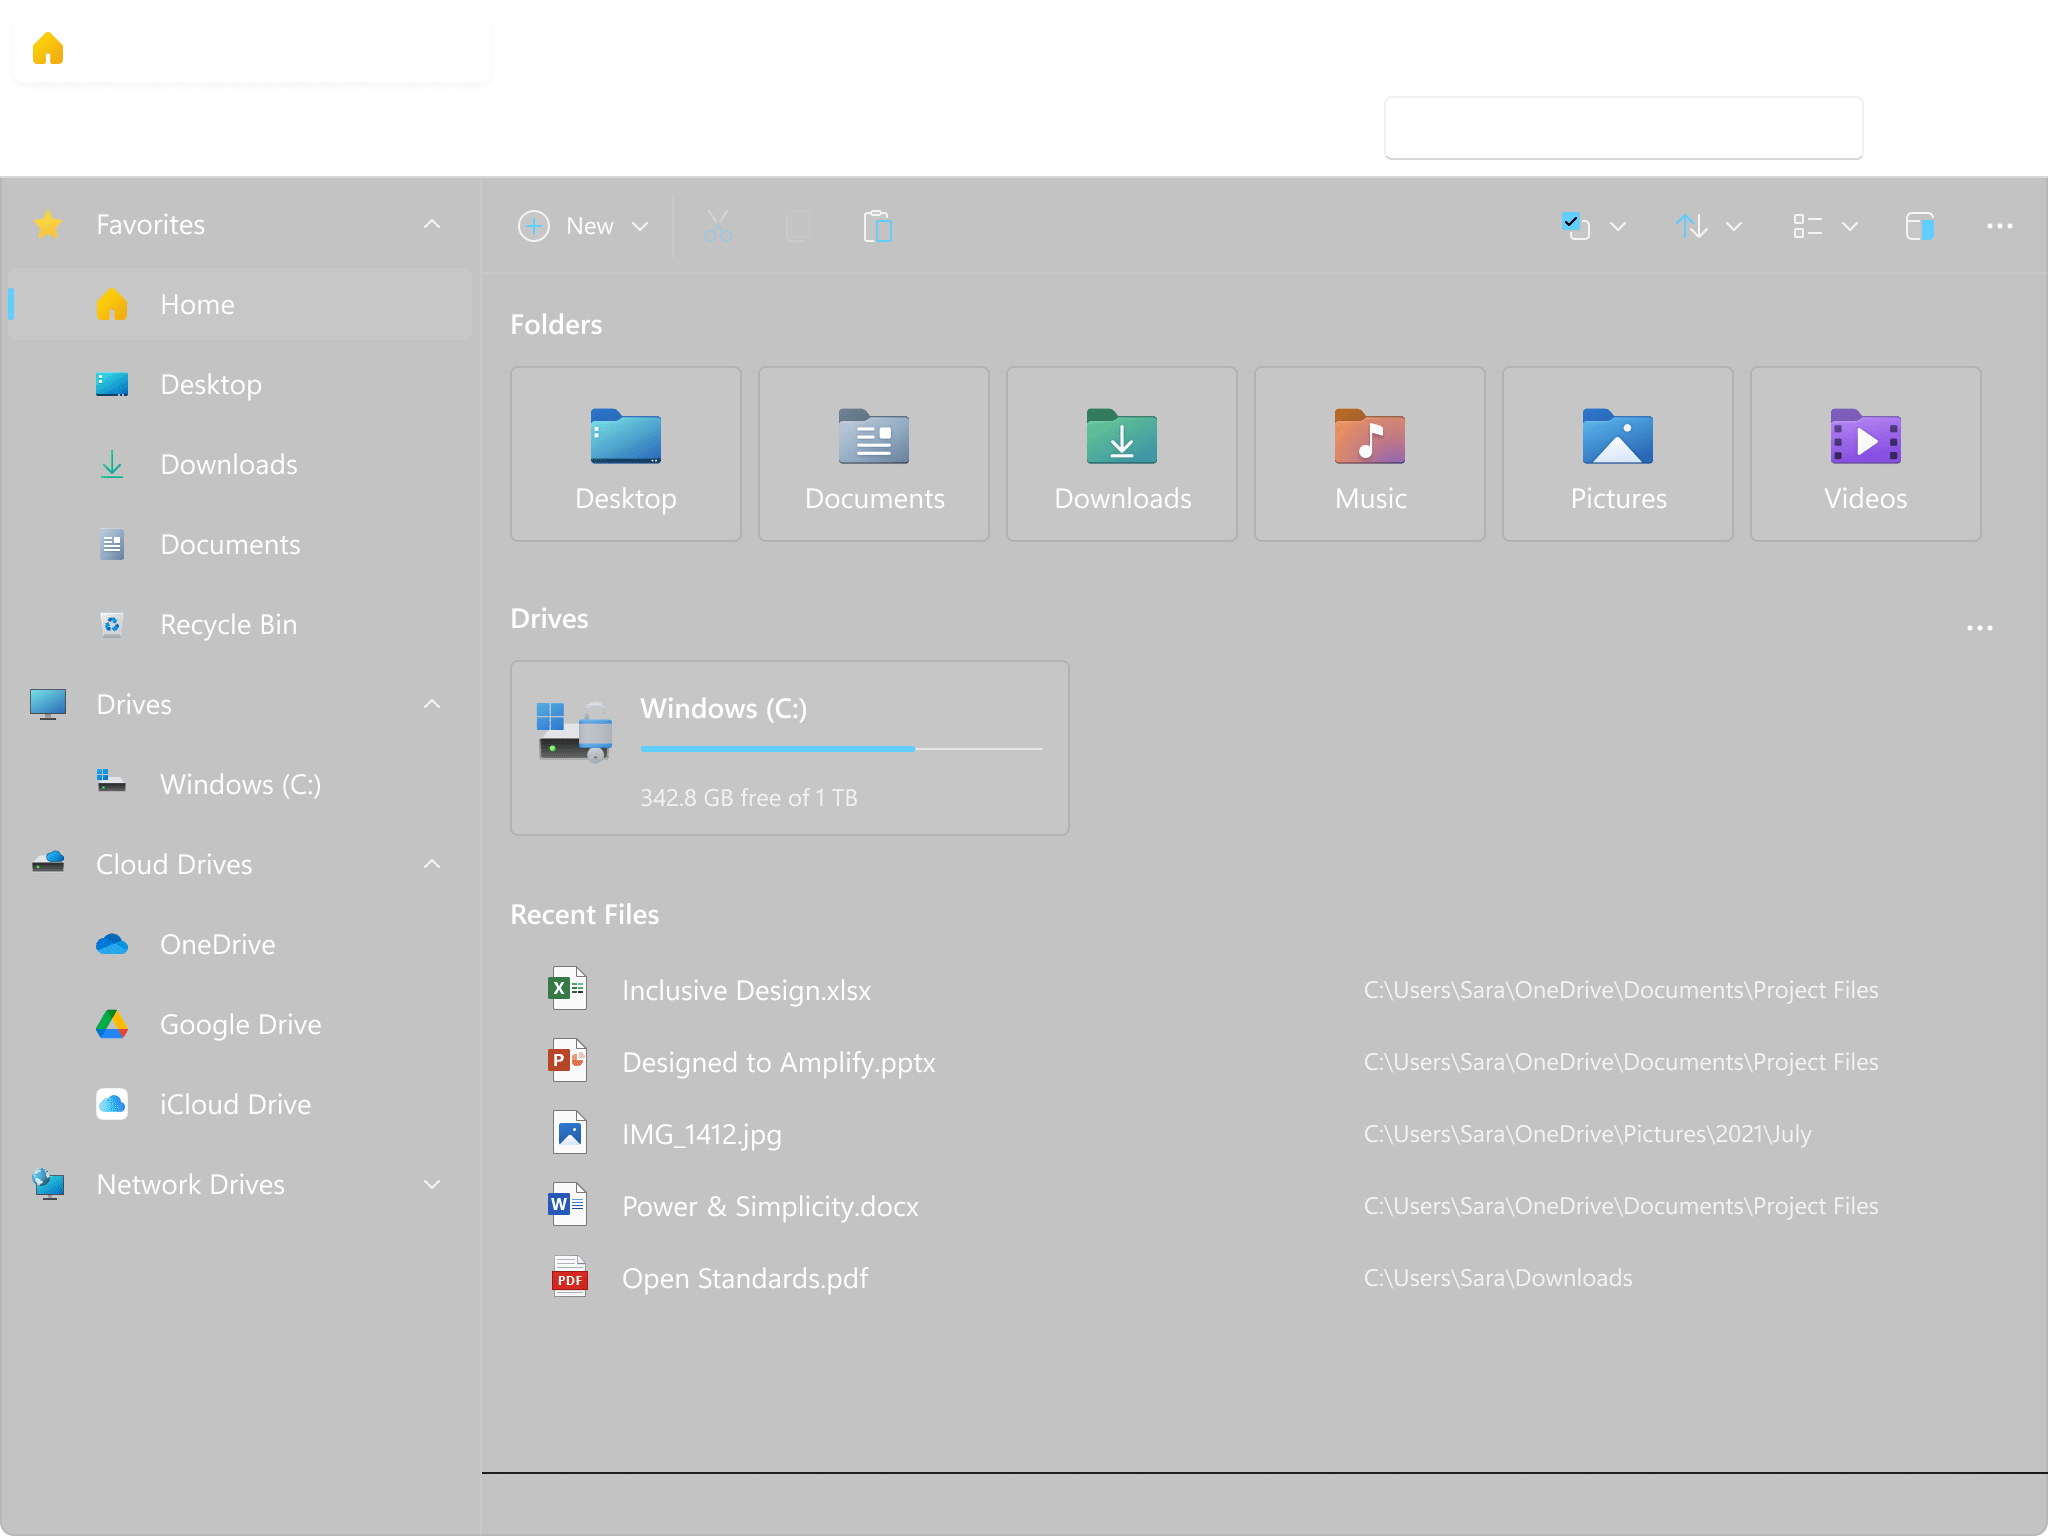 Favorites
Home
Desktop
Downloads
Documents
Recycle Bin
Drives
Windows (C:)
Cloud Drives
OneDrive
Google Drive
iCloud Drive
Network Drives
New
Folders
Desktop
Documents
Downloads
Music
Pictures
Videos
Drives
Windows (C:)
342.8 GB free of 1 TB
Recent Files
X Inclusive Design.xlsx C:\Users\Sara\OneDrive\Documents\Project Files
P Designed to Amplify.pptx C:\Users\Sara\OneDrive\Documents\Project Files
IMG_1412.jpg C:\Users\Sara\OneDrive\Pictures\2021\July
W Power & Simplicity.docx C:\Users\Sara\OneDrive\Documents\Project Files
PDF Open Standards.pdf C:\Users\Sara\Downloads